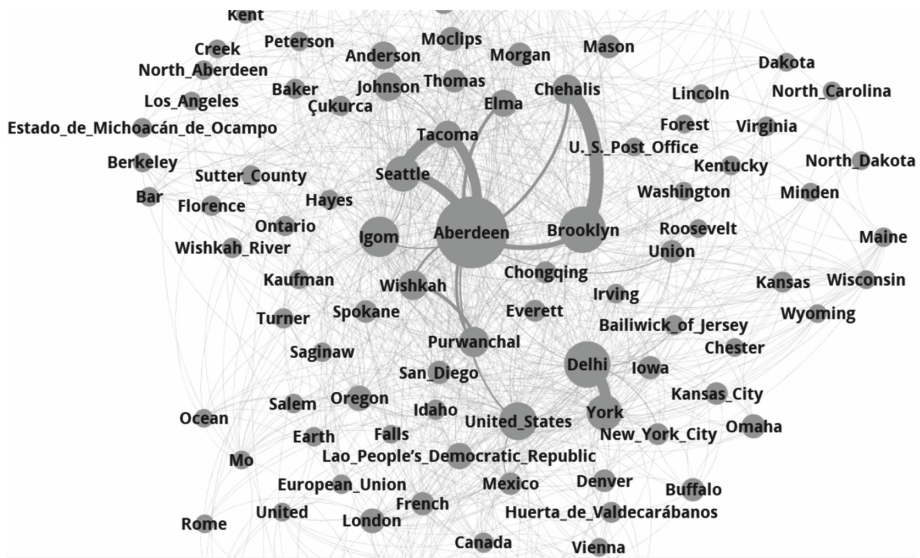 Kent
Creek
Peterson
Moclips
Anderson
Morgan
Mason
North_Aberdeen
Dakota
Baker
Johnson
Thomas
Chehalis
Lincoln
North_Carolina
Los_Angeles
Çukurca
Elma
Estado_de_Michoacán_de_Ocampo
Tacoma
Forest
Virginia
U._S._Post_Office
Berkeley
Seattle
Kentucky
North_Dakota
Sutter_County
Bar
Hayes
Washington
Minden
Florence
Ontario
Igom
Aberdeen
Brooklyn
Roosevelt
Maine
Wishkah_River
Union
Kaufman
Wishkah
Chongqing
Kansas
Wisconsin
Irving
Turner
Spokane
Everett
Wyoming
Bailiwick_of_Jersey
Saginaw
Purwanchal
Chester
San_Diego
Delhi
Iowa
Kansas_City
Ocean
Salem
Oregon
Idaho
United_States
York
Omaha
Earth
Falls
New_York_City
Mo
Lao_People’s_Democratic_Republic
European_Union
Mexico
Denver
Buffalo
Rome
United
London
French
Huerta_de_Valdecarábanos
Canada
Vienna